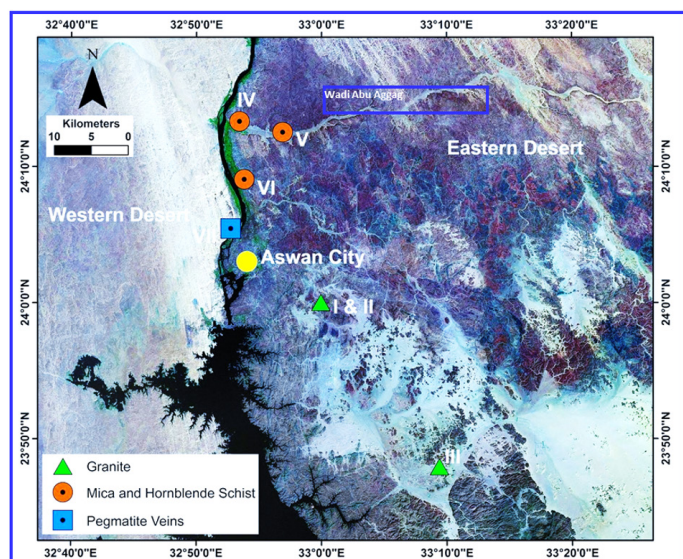 32°40'0"E 32°50'0"E 33°0'0"E 33°10'0"E 33°20'0"E
N
Kilometers
10 5 0 10
Wadi Abu Aggag
IV
V
Eastern Desert
24°10'0"N
24°10'0"N
VI
Western Desert
VII
Aswan City
24°0'0"N
24°0'0"N
I & II
23°50'0"N
23°50'0"N
III
Granite
Mica and Hornblende Schist
Pegmatite Veins
32°40'0"E 32°50'0"E 33°0'0"E 33°10'0"E 33°20'0"E